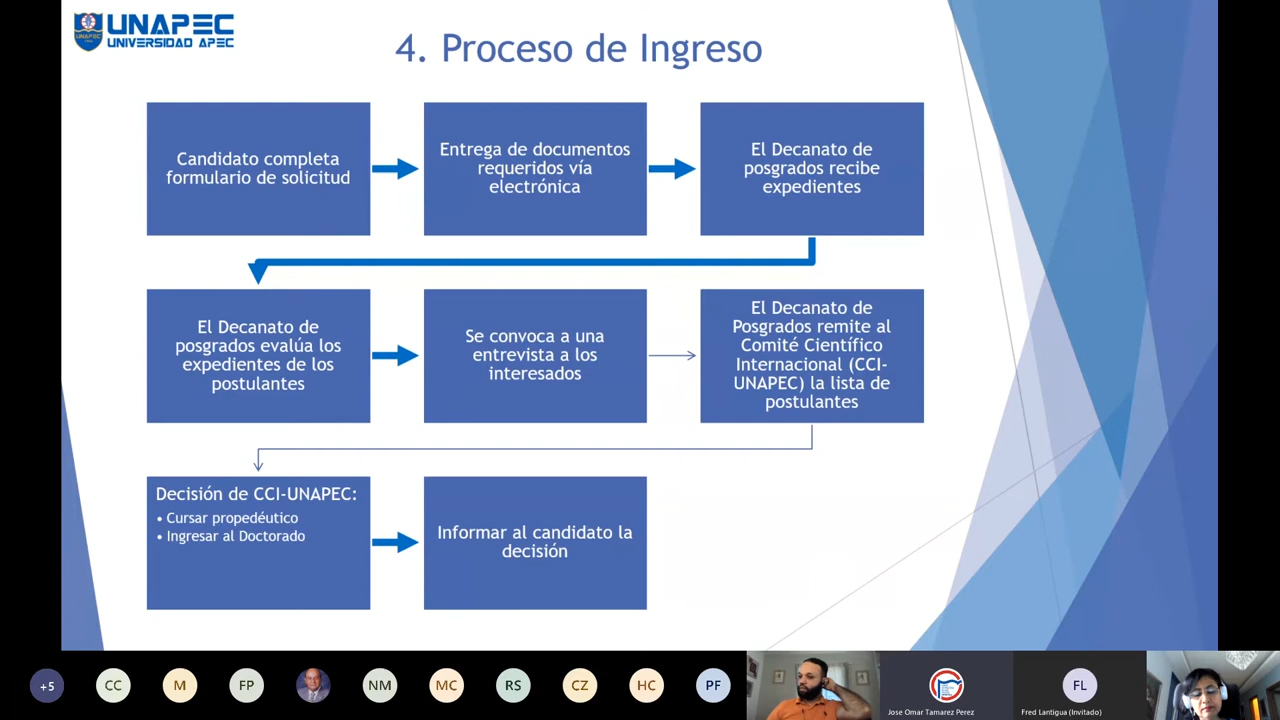 UNAPEC
UNIVERSIDAD APEC
4. Proceso de Ingreso
Candidato completa
formulario de solicitud
Entrega de documentos
requeridos vía
electrónica
El Decanato de
posgrados recibe
expedientes
El Decanato de
posgrados evalúa los
expedientes de los
postulantes
Se convoca a una
entrevista a los
interesados
El Decanato de
Posgrados remite al
Comité Científico
Internacional (CCI-
UNAPEC) la lista de
postulantes
Decisión de CCI-UNAPEC:
• Cursar propedéutico
• Ingresar al Doctorado
Informar al candidato la
decisión
+5
CC
M
FP
NM
MC
RS
CZ
HC
PF
Jose Omar Tamarez Perez
FL
Fred Lantigua (Invitado)